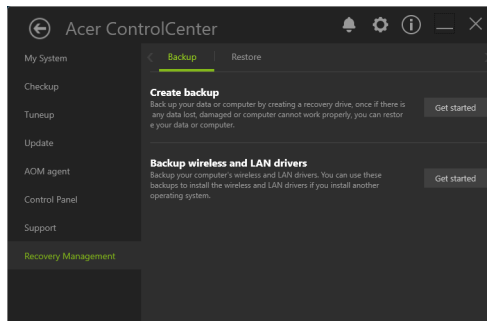 Acer ControlCenter
My System
Checkup
Tuneup
Update
AOM agent
Control Panel
Support
Recovery Management
Backup
Restore
Create backup
Back up your data or computer by creating a recovery drive, once if there is
any data lost, damaged or computer cannot work properly, you can restor
e your data or computer.
Get started
Backup wireless and LAN drivers
Backup your computer's wireless and LAN drivers. You can use these
backups to install the wireless and LAN drivers if you install another
operating system.
Get started